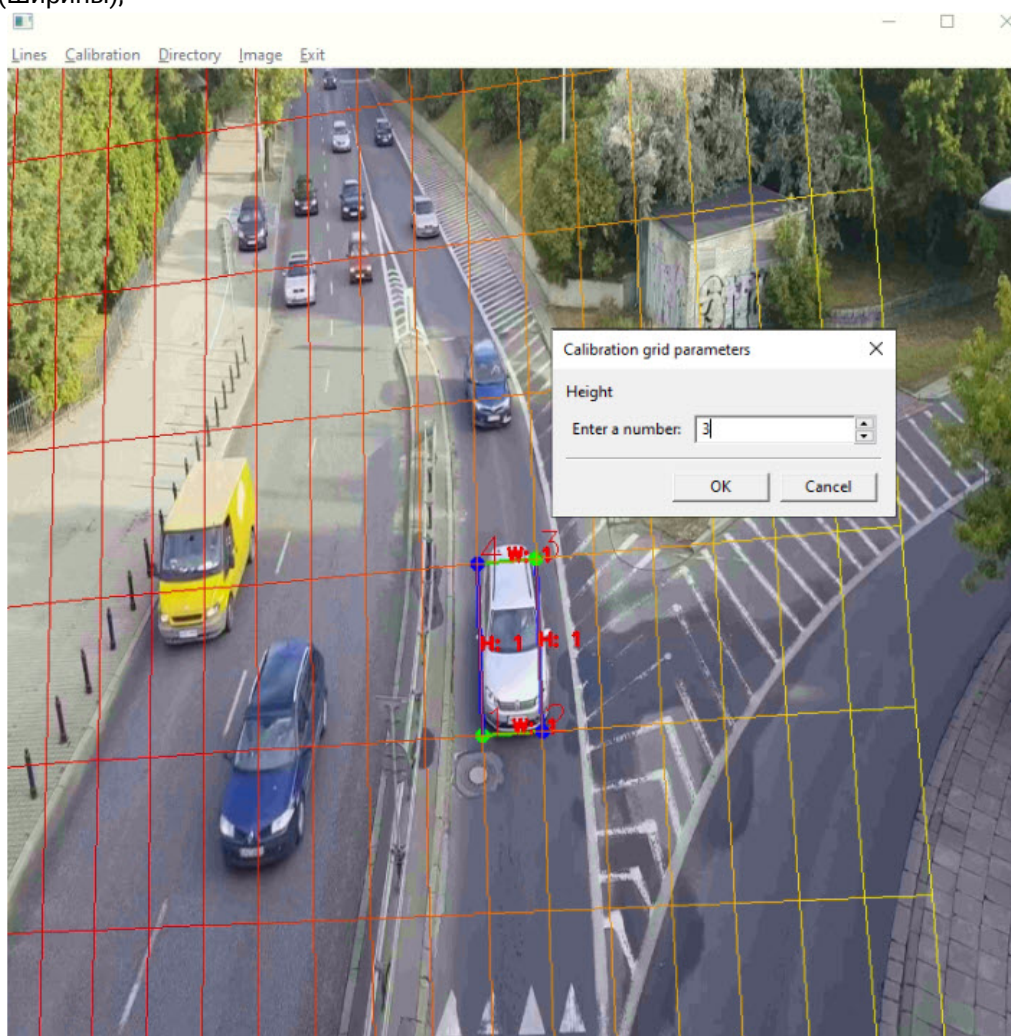 (ширины);
Lines Calibration Directory Image Exit
Calibration grid parameters
Height
Enter a number: 3
OK Cancel
4 W: 1 3
H: 1 H: 1
1 W: 1 2